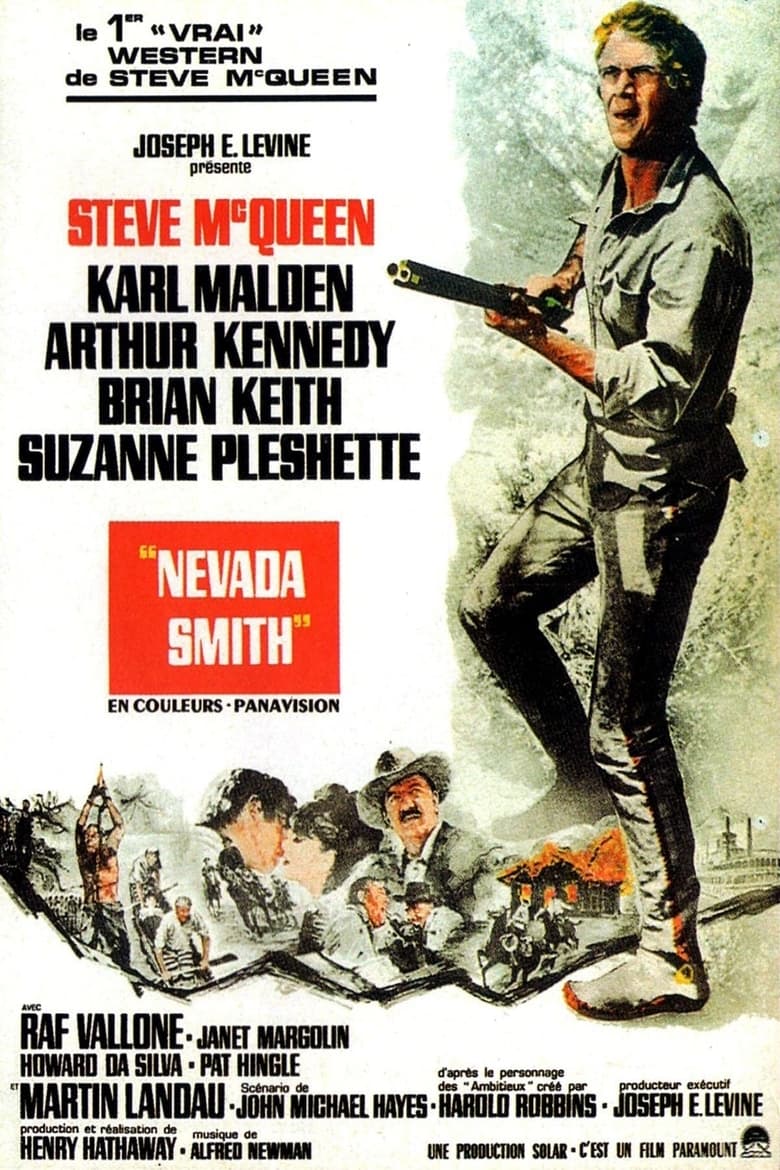 le 1ER "VRAI"
WESTERN
de STEVE McQUEEN
JOSEPH E. LEVINE
présente
STEVE McQUEEN
KARL MALDEN
ARTHUR KENNEDY
BRIAN KEITH
SUZANNE PLESHETTE
"NEVADA
SMITH"
EN COULEURS - PANAVISION
AVEC
RAF VALLONE · JANET MARGOLIN
HOWARD DA SILVA · PAT HINGLE
ET MARTIN LANDAU · Scénario de JOHN MICHAEL HAYES · d'après le personnage des "Ambitieux" créé par HAROLD ROBBINS · producteur exécutif JOSEPH E. LEVINE
production et réalisation de HENRY HATHAWAY · musique de ALFRED NEWMAN
UNE PRODUCTION SOLAR · C'EST UN FILM PARAMOUNT